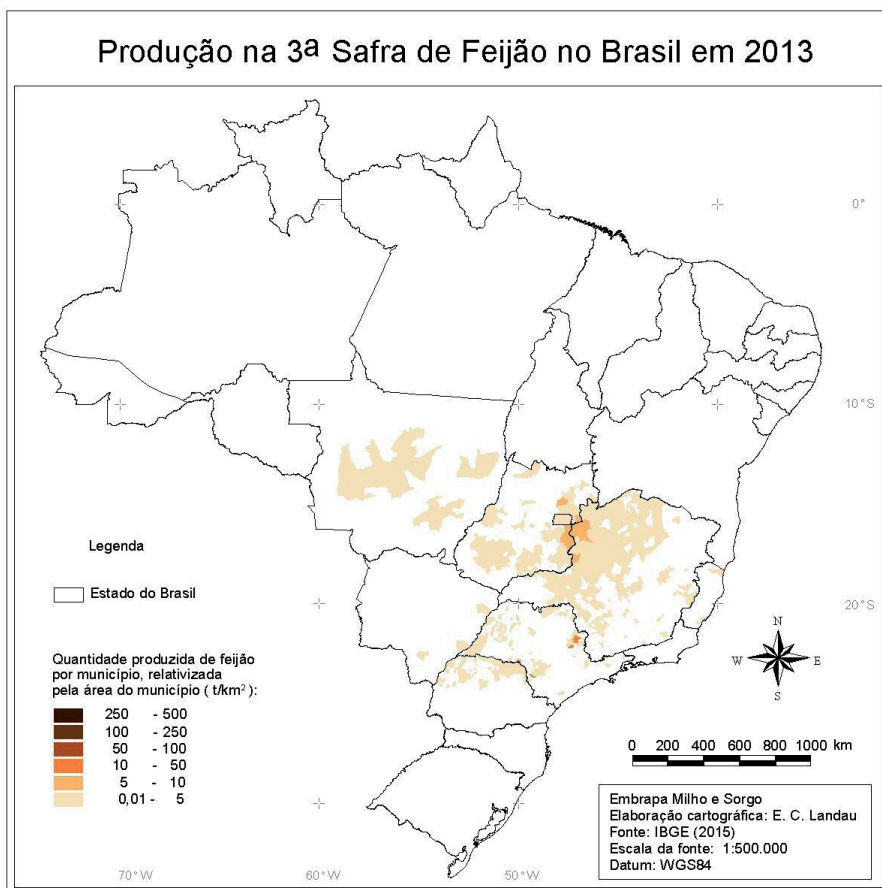 Produção na 3ª Safra de Feijão no Brasil em 2013
0°
10°S
Legenda
Estado do Brasil
20°S
N
W E
S
Quantidade produzida de feijão
por município, relativizada
pela área do município ( t/km² ):
250 - 500
100 - 250
50 - 100
10 - 50
5 - 10
0,01 - 5
0 200 400 600 800 1000 km
Embrapa Milho e Sorgo
Elaboração cartográfica: E. C. Landau
Fonte: IBGE (2015)
Escala da fonte: 1:500.000
Datum: WGS84
70°W 60°W 50°W